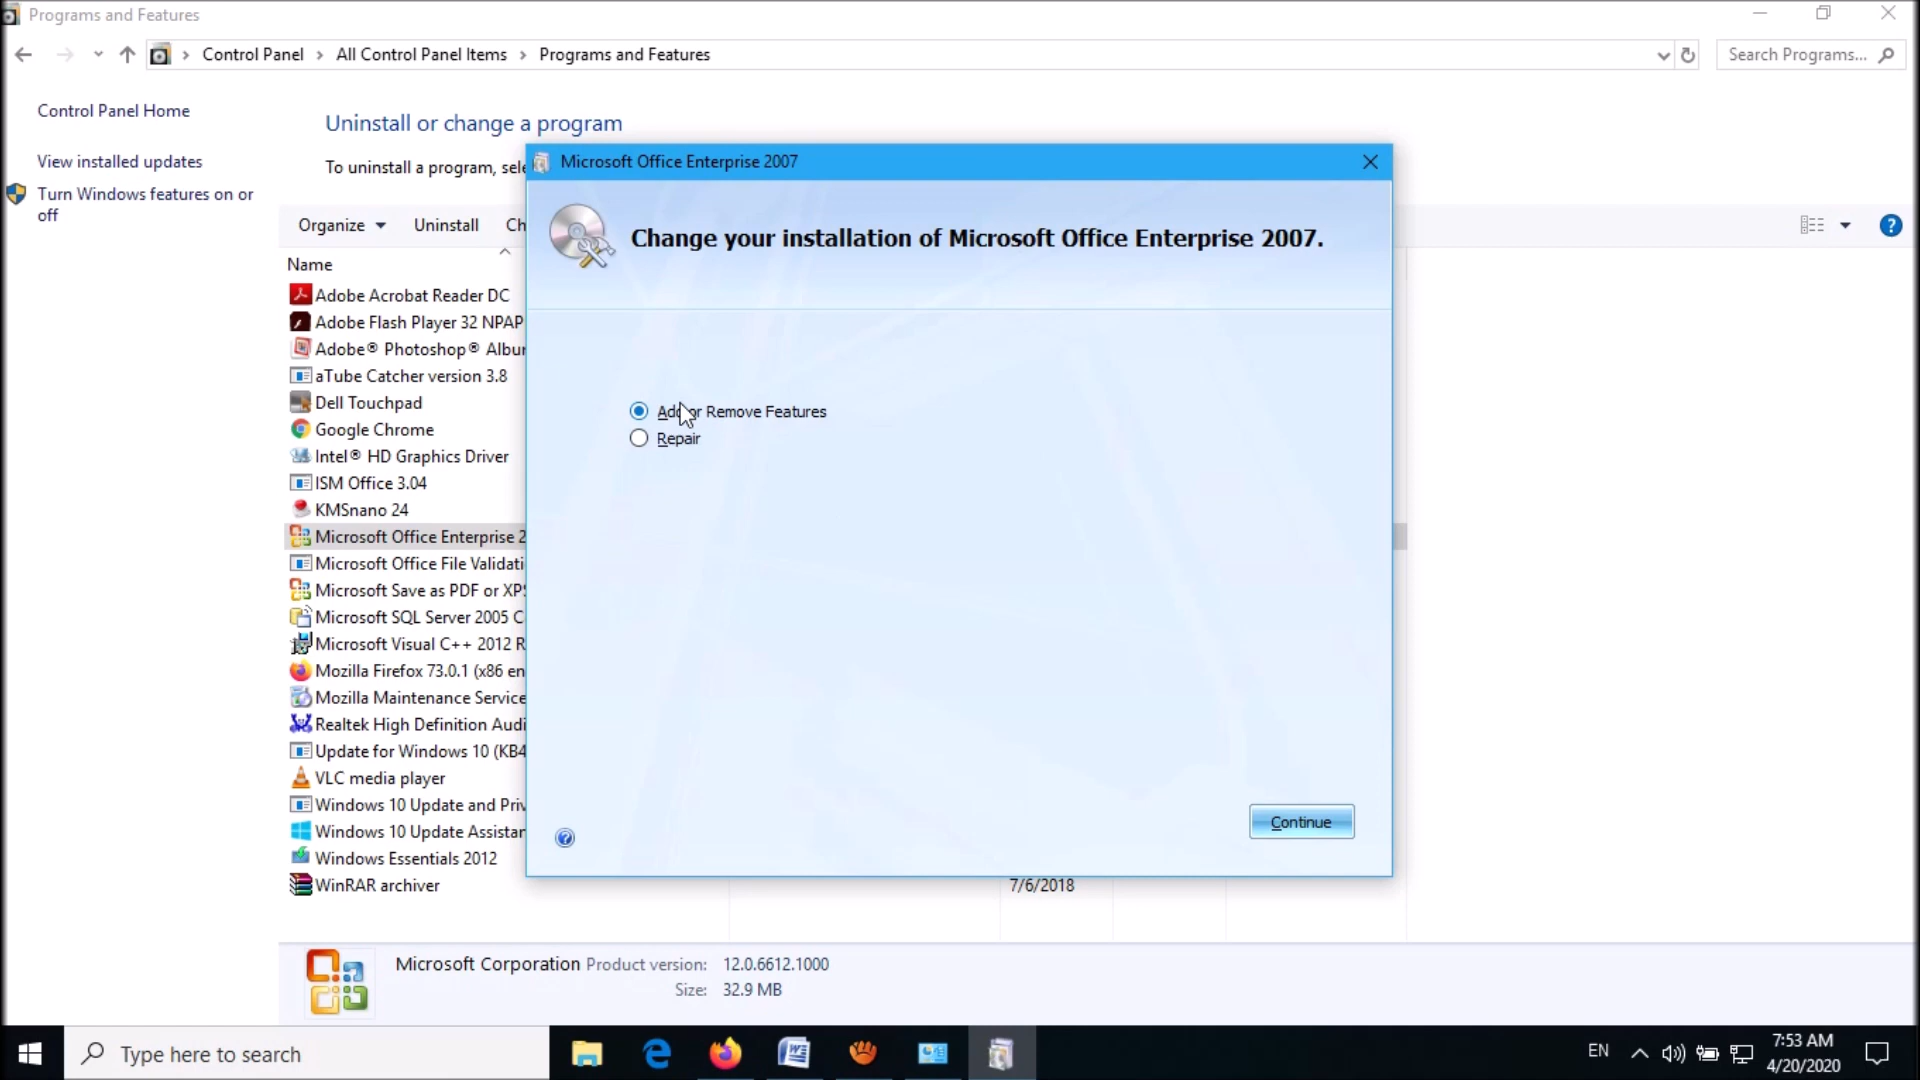 Programs and Features
Control Panel > All Control Panel Items > Programs and Features
Search Programs...
Control Panel Home
View installed updates
Turn Windows features on or
off
Uninstall or change a program
To uninstall a program, sele
Organize
Uninstall
Ch
Name
Adobe Acrobat Reader DC
Adobe Flash Player 32 NPAP
Adobe® Photoshop® Albu
aTube Catcher version 3.8
Dell Touchpad
Google Chrome
Intel® HD Graphics Driver
ISM Office 3.04
KMSnano 24
Microsoft Office Enterprise 2
Microsoft Office File Validati
Microsoft Save as PDF or XPS
Microsoft SQL Server 2005 C
Microsoft Visual C++ 2012 R
Mozilla Firefox 73.0.1 (x86 en
Mozilla Maintenance Service
Realtek High Definition Audi
Update for Windows 10 (KB4
VLC media player
Windows 10 Update and Priv
Windows 10 Update Assistan
Windows Essentials 2012
WinRAR archiver
7/6/2018
Microsoft Office Enterprise 2007
Change your installation of Microsoft Office Enterprise 2007.
Add or Remove Features
Repair
Continue
Microsoft Corporation Product version: 12.0.6612.1000
Size: 32.9 MB
Type here to search
EN
7:53 AM
4/20/2020